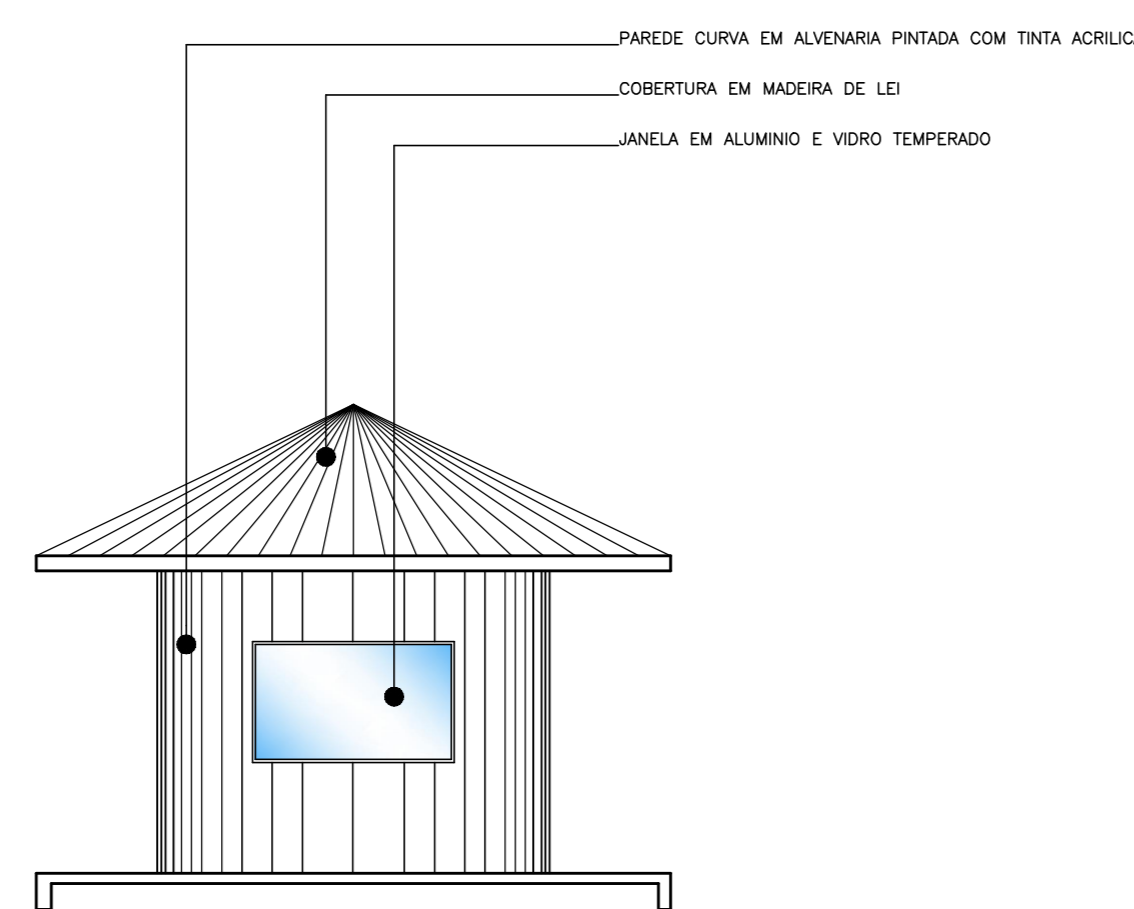 PAREDE CURVA EM ALVENARIA PINTADA COM TINTA ACRILIC
COBERTURA EM MADEIRA DE LEI
JANELA EM ALUMINIO E VIDRO TEMPERADO